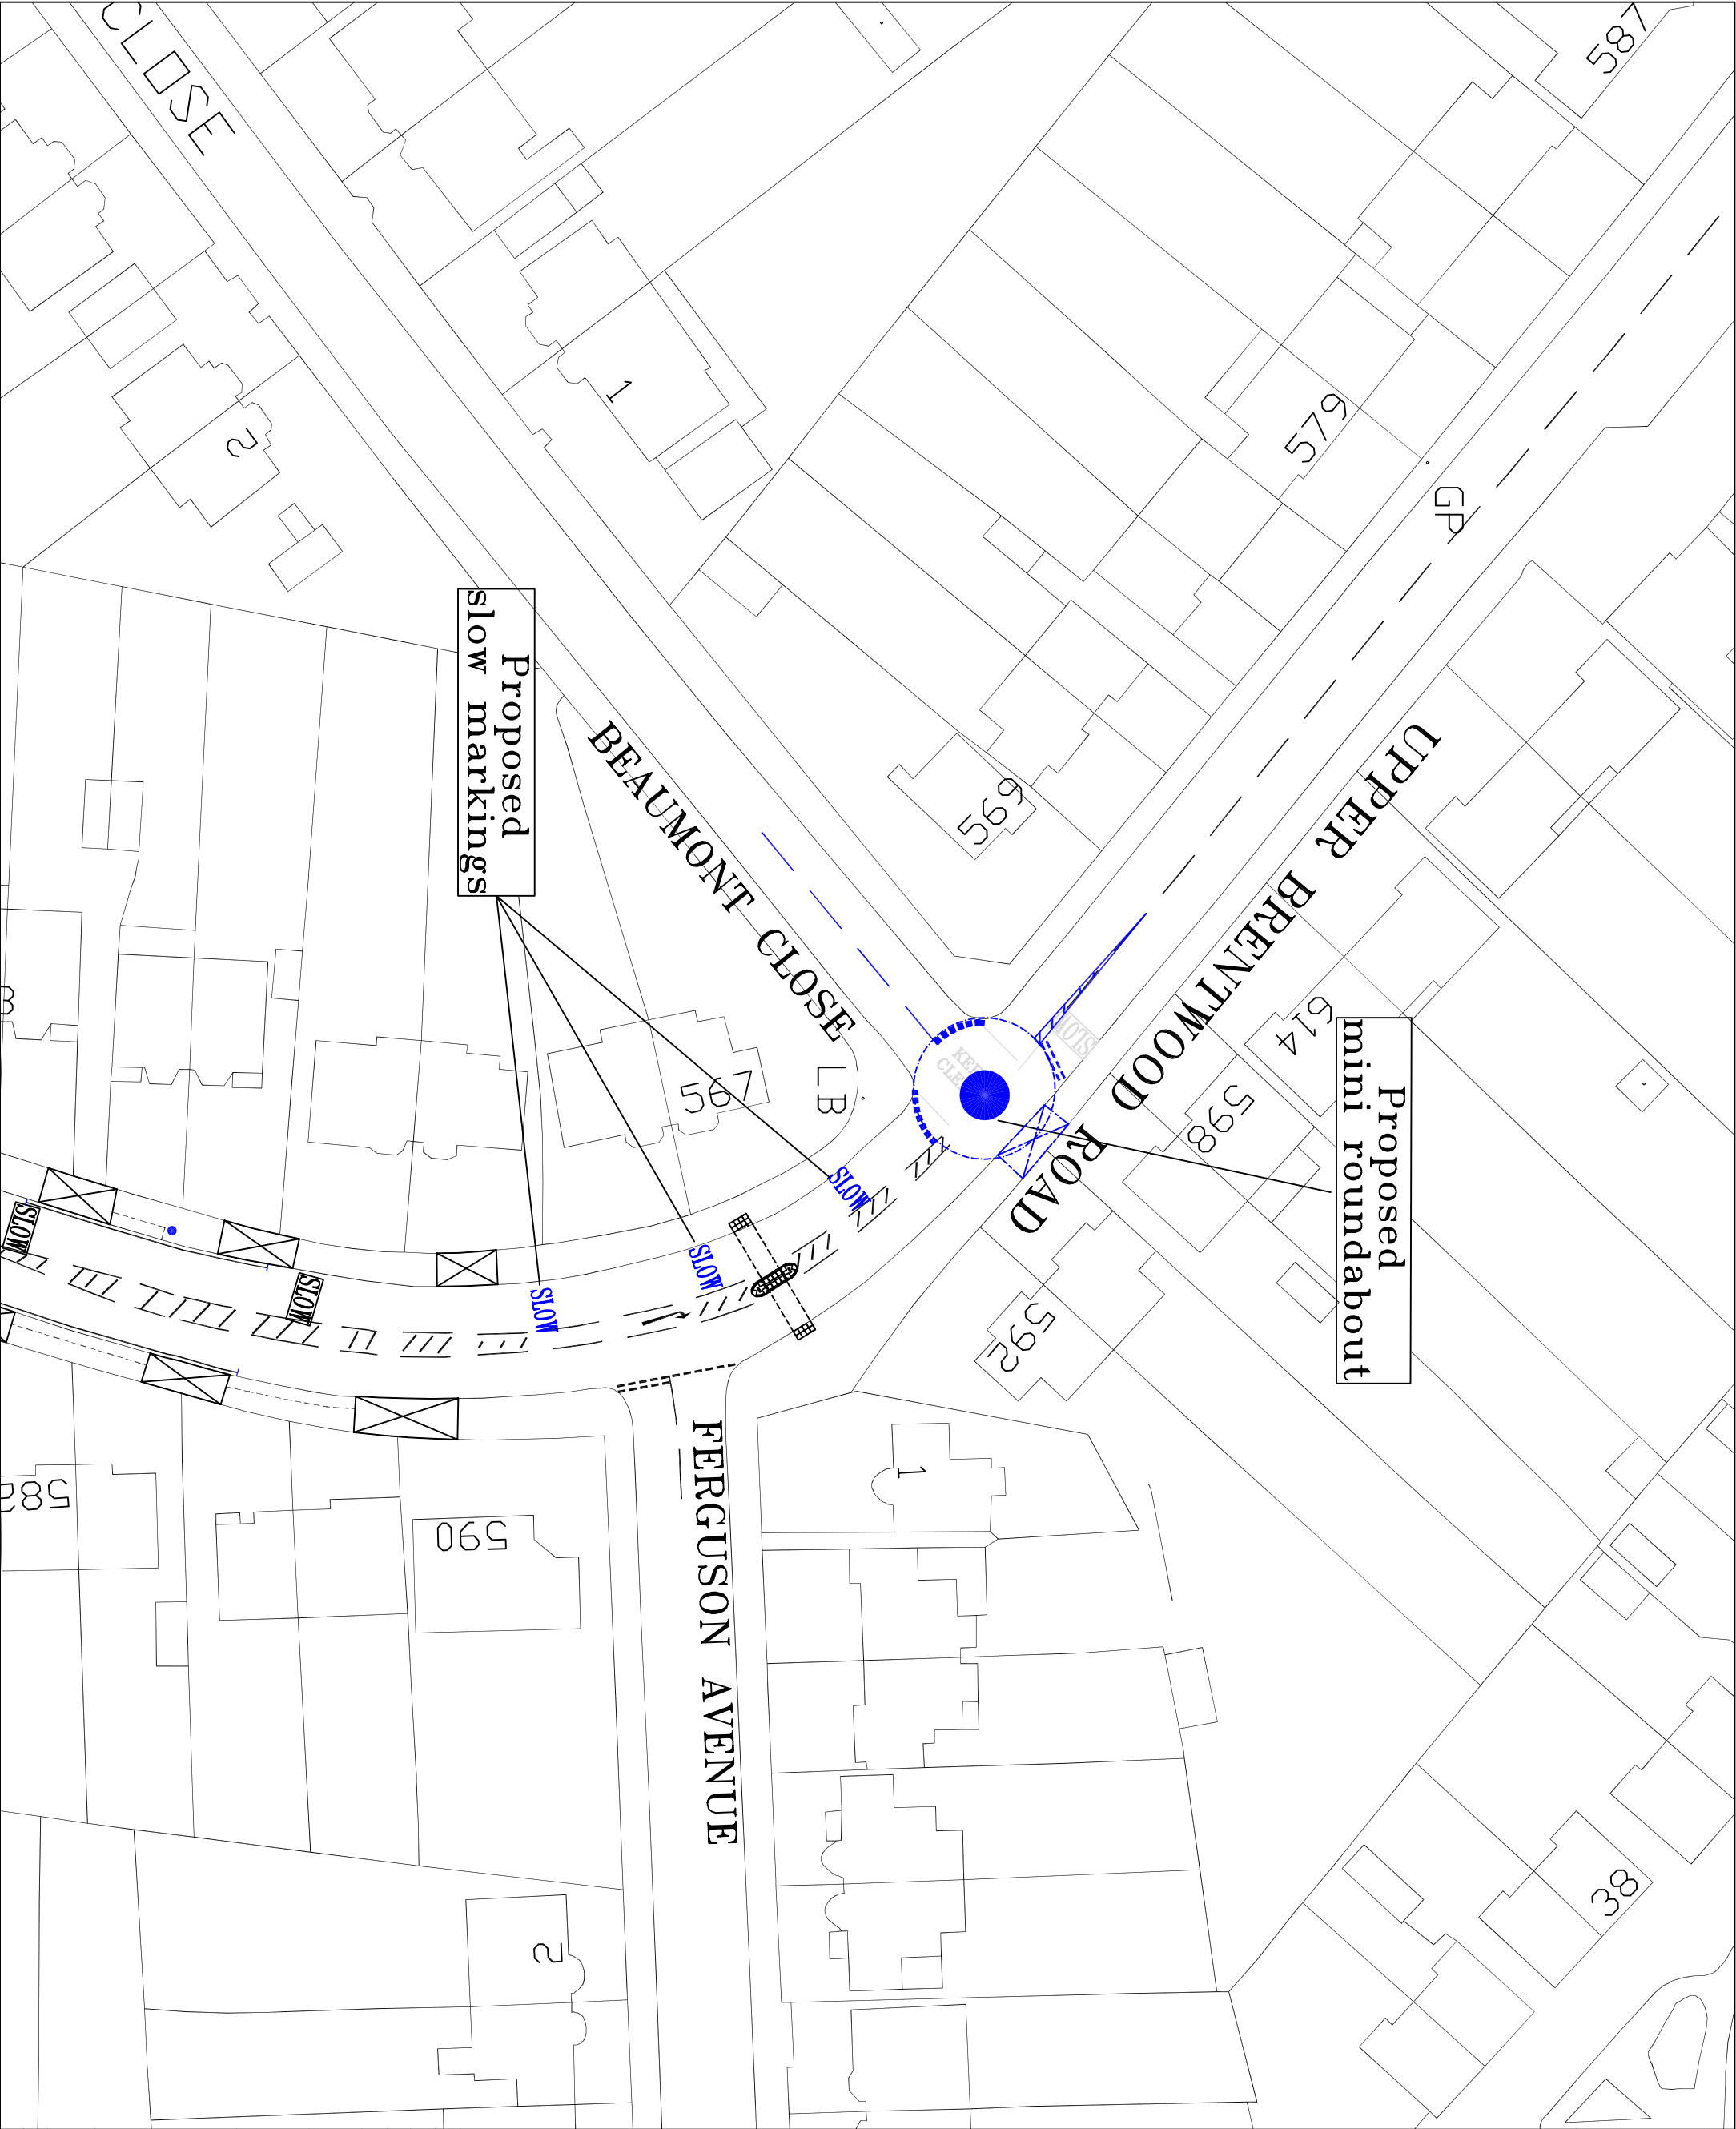 CLOSE
587
1
2
579
GP
Proposed
slow markings
BEAUMONT CLOSE
569
UPPER BRENTWOOD ROAD
614
598
Proposed
mini roundabout
567
LB
SLOW
SLOW
SLOW
SLOW
SLOW
592
590
FERGUSON AVENUE
1
2
38